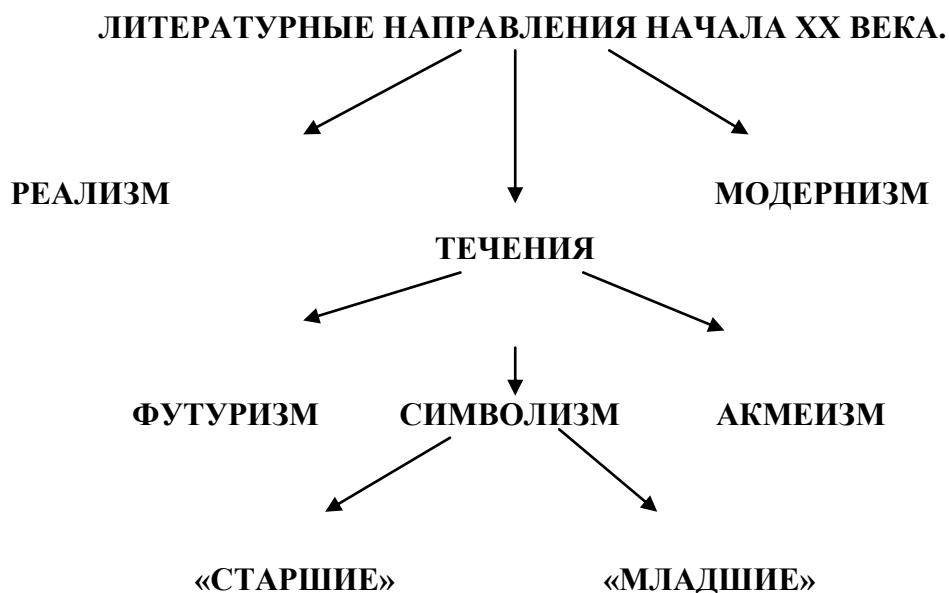 ЛИТЕРАТУРНЫЕ НАПРАВЛЕНИЯ НАЧАЛА XX ВЕКА.
РЕАЛИЗМ МОДЕРНИЗМ
ТЕЧЕНИЯ
ФУТУРИЗМ СИМВОЛИЗМ АКМЕИЗМ
«СТАРШИЕ» «МЛАДШИЕ»